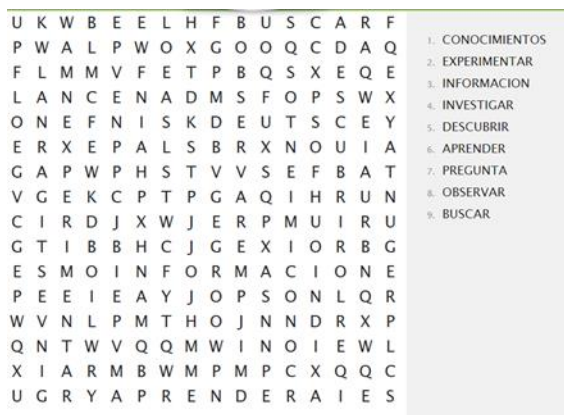 U K W B E E L H F B U S C A R F
P W A L P W O X G O O Q C D A Q
F L M M V F E T P B Q S X E Q E
L A N C E N A D M S F O P S W X
O N E F N I S K D E U T S C E Y
E R X E P A L S B R X N O U I A
G A P W P H S T V V S E F B A T
V G E K C P T P G A Q I H R U N
C I R D J X W J E R P M U I R U
G T I B B H C J G E X I O R B G
E S M O I N F O R M A C I O N E
P E E I E A Y J O P S O N L Q R
W V N L P M T H O J N N D R X P
Q N T W V Q Q M W I N O I E W L
X I A R M B W M P M P C X Q Q C
U G R Y A P R E N D E R A I E S
1. CONOCIMIENTOS
2. EXPERIMENTAR
3. INFORMACION
4. INVESTIGAR
5. DESCUBRIR
6. APRENDER
7. PREGUNTA
8. OBSERVAR
9. BUSCAR